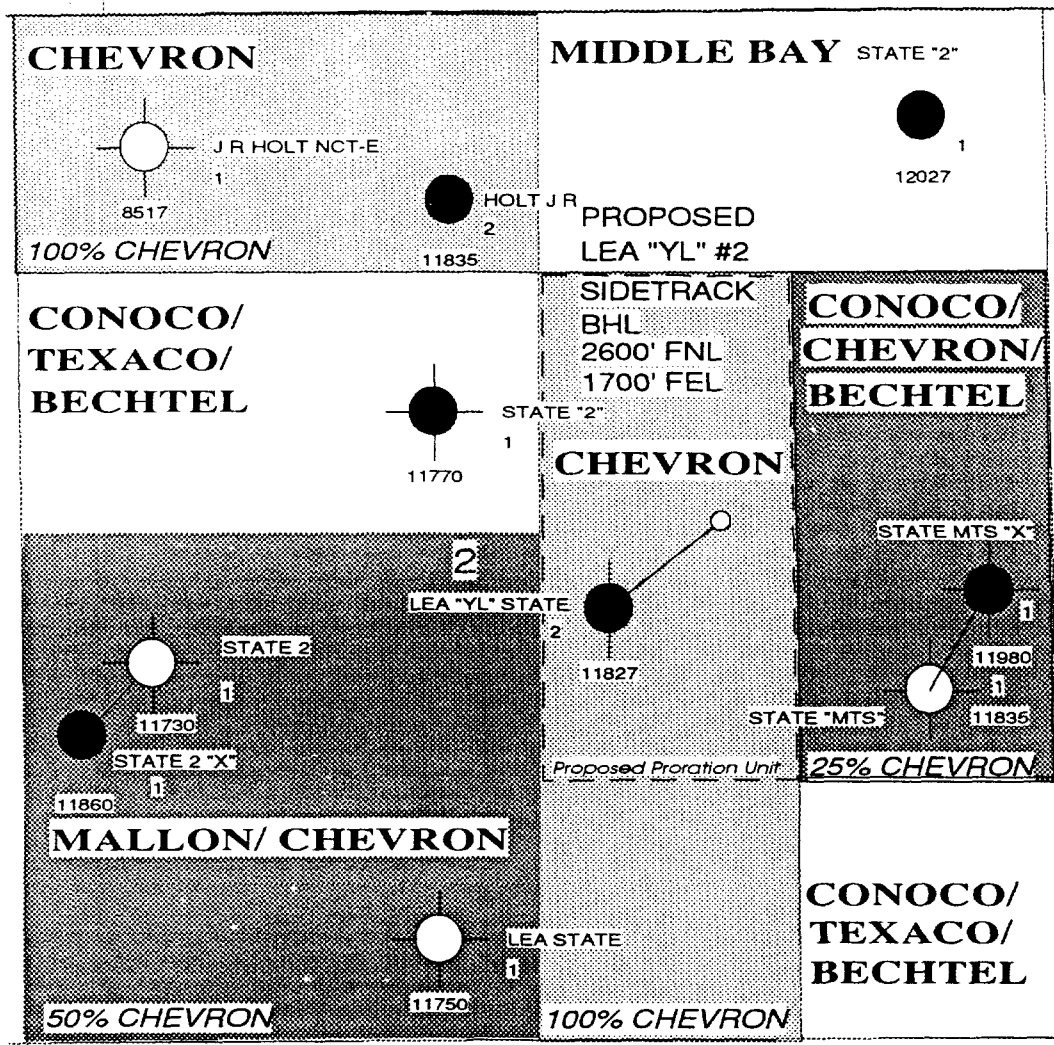 CHEVRON
J R HOLT NCT-E
1
8517
HOLT J R
2
11835
100% CHEVRON
MIDDLE BAY
STATE "2"
1
12027
PROPOSED
LEA "YL" #2
SIDETRACK
BHL
2600' FNL
1700' FEL
CONOCO/
TEXACO/
BECHTEL
STATE "2"
1
11770
CHEVRON
LEA "YL" STATE
2
11827
Proposed Proration Unit
100% CHEVRON
CONOCO/
CHEVRON/
BECHTEL
STATE MTS "X"
1
11980
1
STATE "MTS"
11835
25% CHEVRON
2
STATE 2
1
11730
STATE 2 "X"
1
11860
MALLON/ CHEVRON
LEA STATE
1
11750
50% CHEVRON
CONOCO/
TEXACO/
BECHTEL